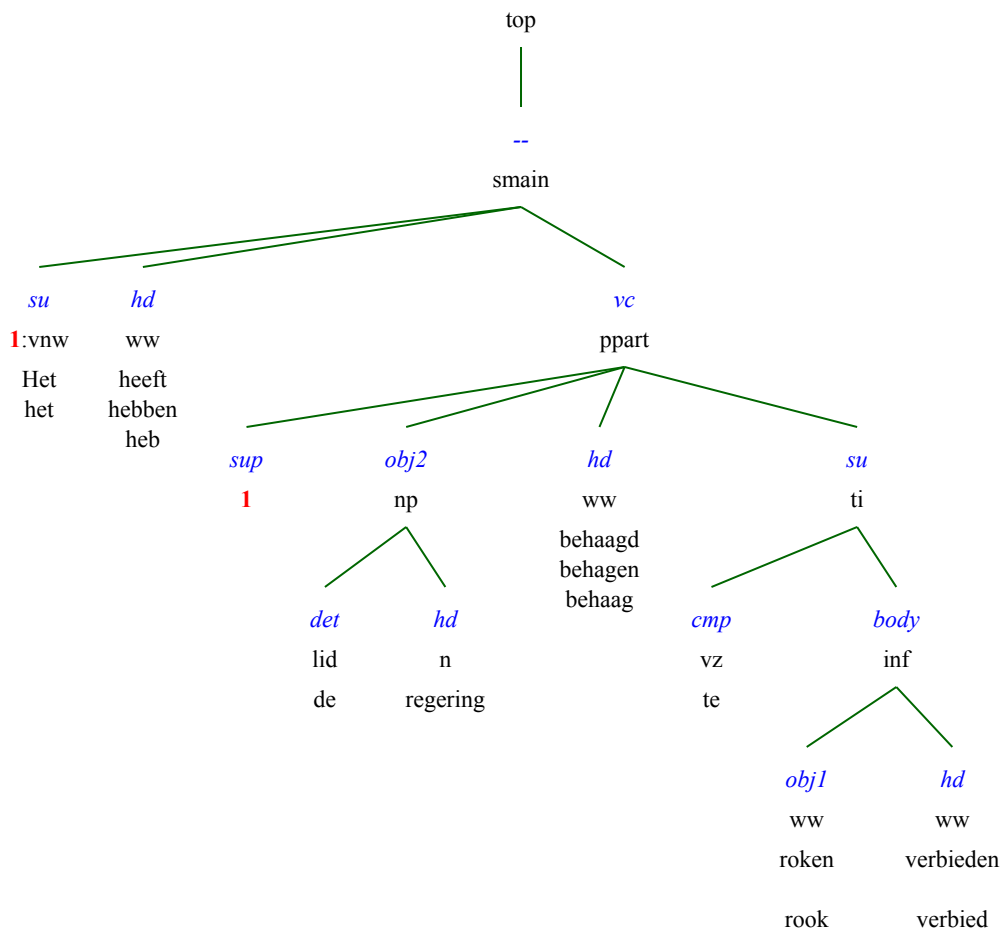 top
--
smain
su hd vc
1:vnw ww ppart
Het heeft
het hebben
heb
sup obj2 hd su
1 np ww ti
behaagd
behagen
behaag
det hd cmp body
lid n vz inf
de regering te
obj1 hd
ww ww
roken verbieden
rook verbied